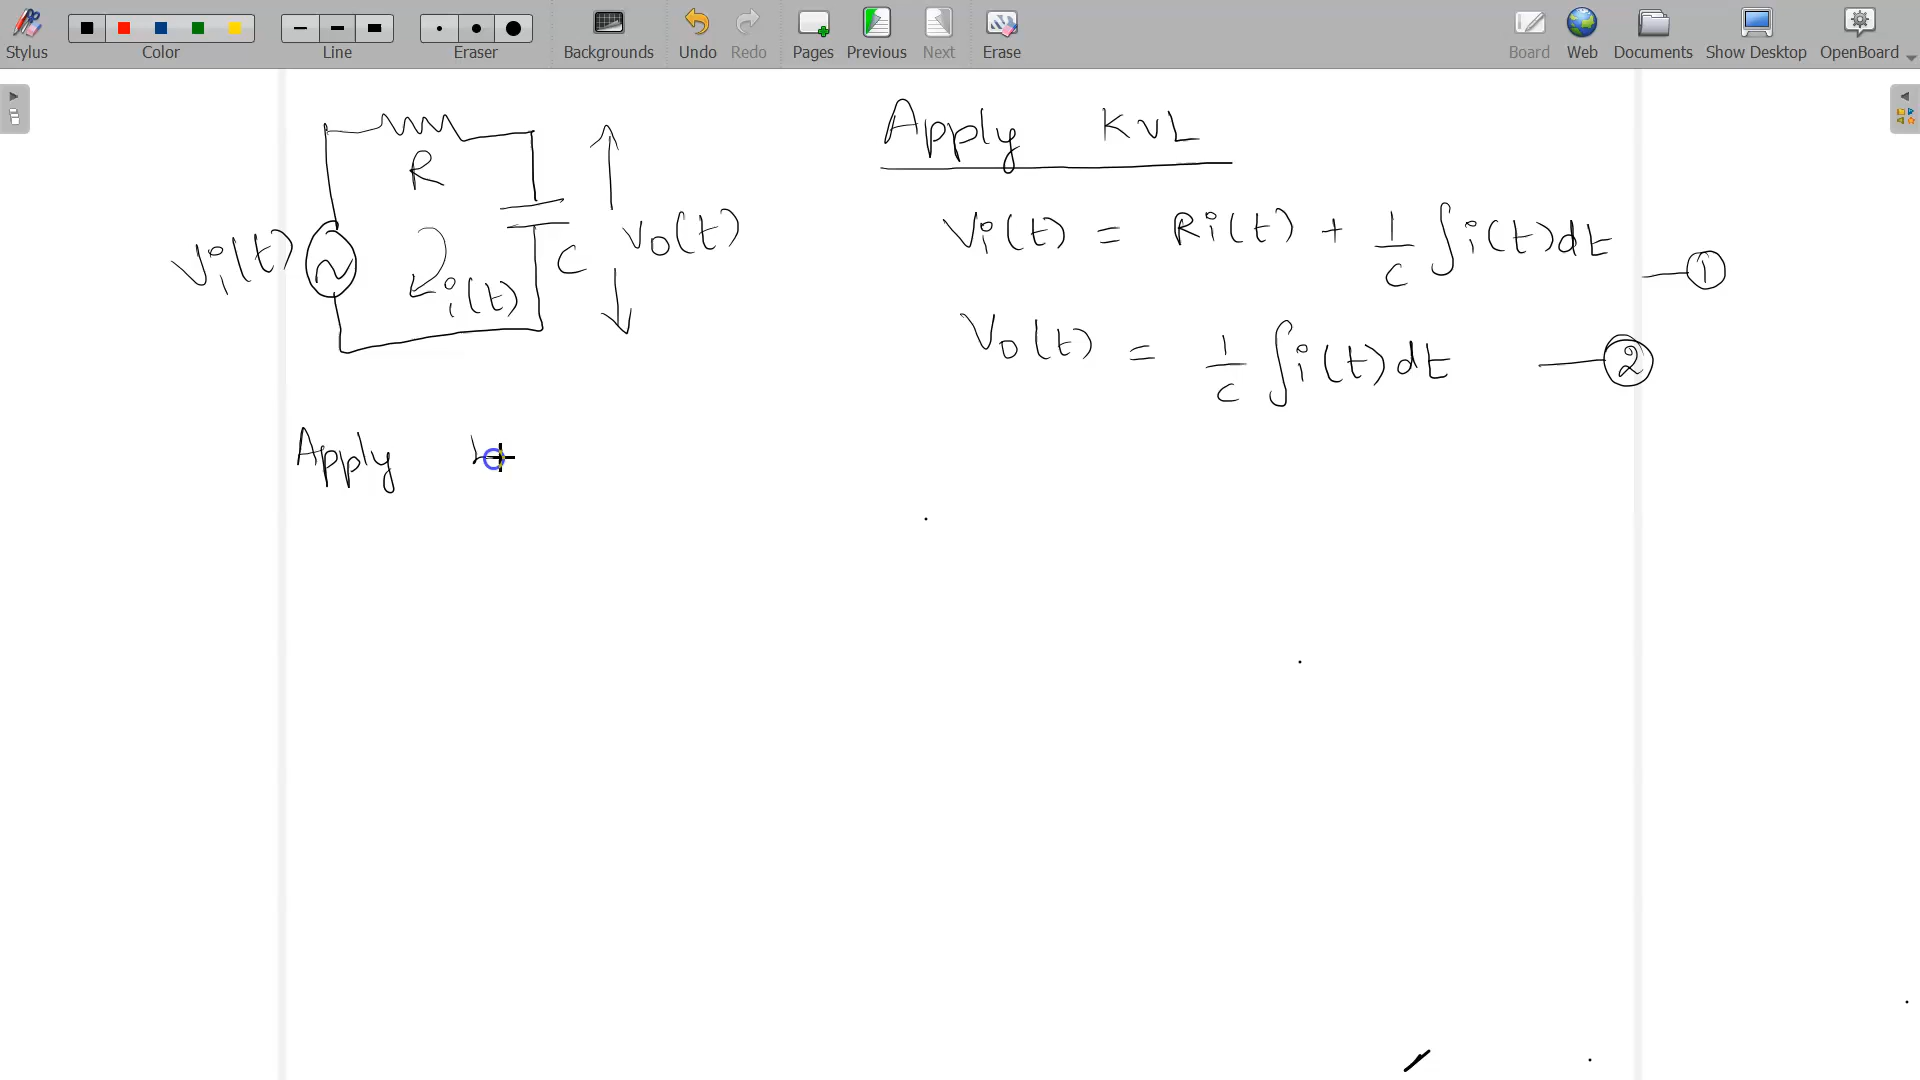 Stylus Color Line Eraser Backgrounds Undo Redo Pages Previous Next Erase Board Web Documents Show Desktop OpenBoard
R
Vi(t)
i(t)
C
Vo(t)
Apply KVL
Vi(t) = Ri(t) + 1/C ∫i(t)dt — ①
Vo(t) = 1/C ∫i(t)dt — ②
Apply L